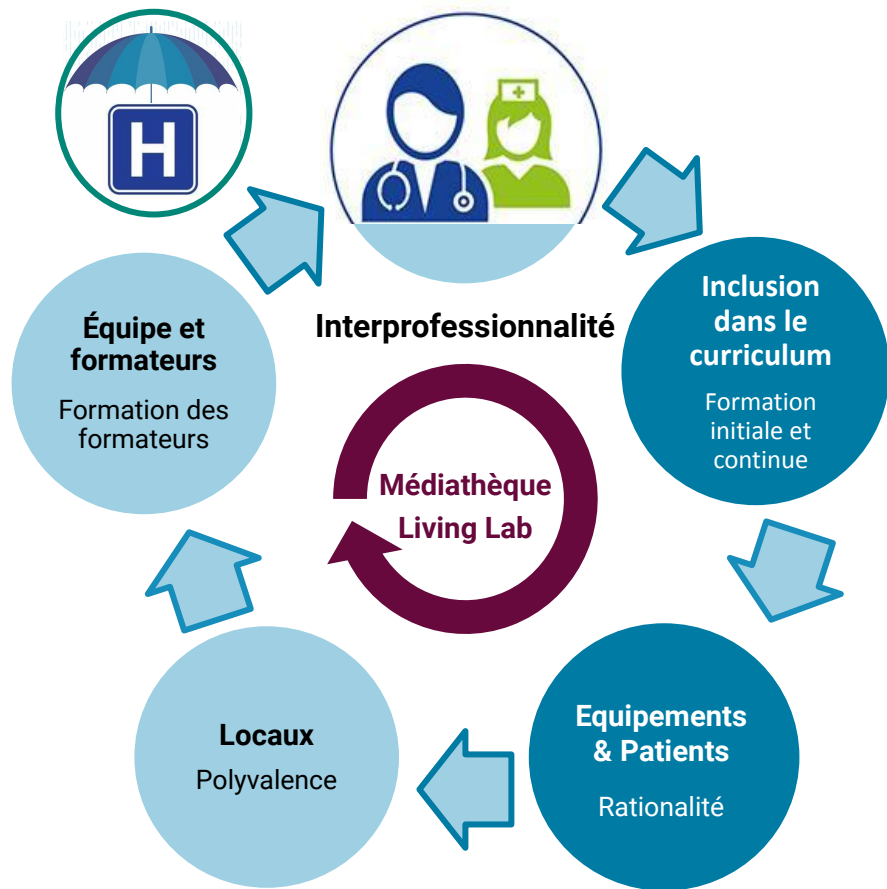 H
Interprofessionnalité
Inclusion
dans le
curriculum
Formation
initiale et
continue
Equipements
& Patients
Rationalité
Locaux
Polyvalence
Équipe et
formateurs
Formation des
formateurs
Médiathèque
Living Lab